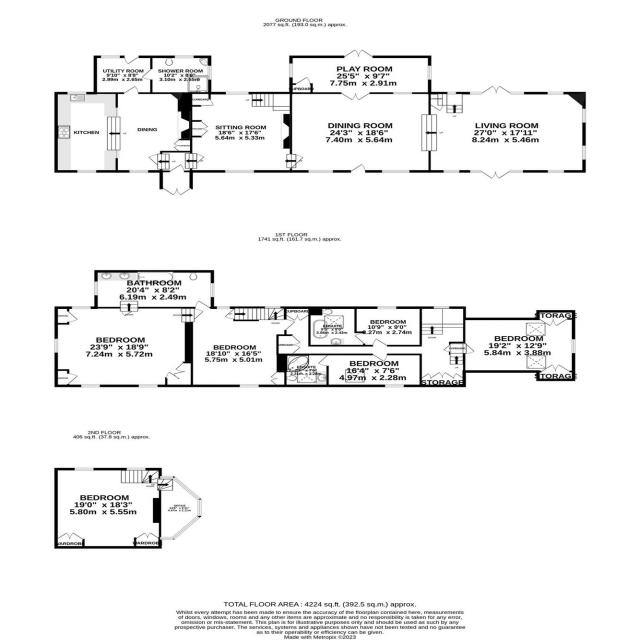 GROUND FLOOR
2077 sq.ft. (193.0 sq.m.) approx.
UTILITY ROOM
9'10" x 8'8"
2.99m x 2.65m
SHOWER ROOM
10'2" x 8'8"
PLAY ROOM
25'5" x 9'7"
7.75m x 2.91m
KITCHEN
DINING
SITTING ROOM
18'6" x 17'6"
5.64m x 5.33m
DINING ROOM
24'3" x 18'6"
7.40m x 5.64m
LIVING ROOM
27'0" x 17'11"
8.24m x 5.46m
1ST FLOOR
1741 sq.ft. (161.7 sq.m.) approx.
BATHROOM
20'4" x 8'2"
6.19m x 2.49m
BEDROOM
23'9" x 18'9"
7.24m x 5.72m
BEDROOM
18'10" x 16'5"
5.75m x 5.01m
CUPBOARD
ENSUITE
BEDROOM
10'9" x 9'0"
3.27m x 2.74m
ENSUITE
BEDROOM
16'4" x 7'6"
4.97m x 2.28m
STORAGE
BEDROOM
19'2" x 12'9"
5.84m x 3.88m
STORAGE
STORAGE
2ND FLOOR
406 sq.ft. (37.8 sq.m.) approx.
BEDROOM
19'0" x 18'3"
5.80m x 5.55m
WARDROBE
WARDROBE
TOTAL FLOOR AREA : 4224 sq.ft. (392.5 sq.m.) approx.
Whilst every attempt has been made to ensure the accuracy of the floorplan contained here, measurements
of doors, windows, rooms and any other items are approximate and no responsibility is taken for any error,
omission or mis-statement. This plan is for illustrative purposes only and should be used as such by any
prospective purchaser. The services, systems and appliances shown have not been tested and no guarantee
as to their operability or efficiency can be given.
Made with Metropix ©2023